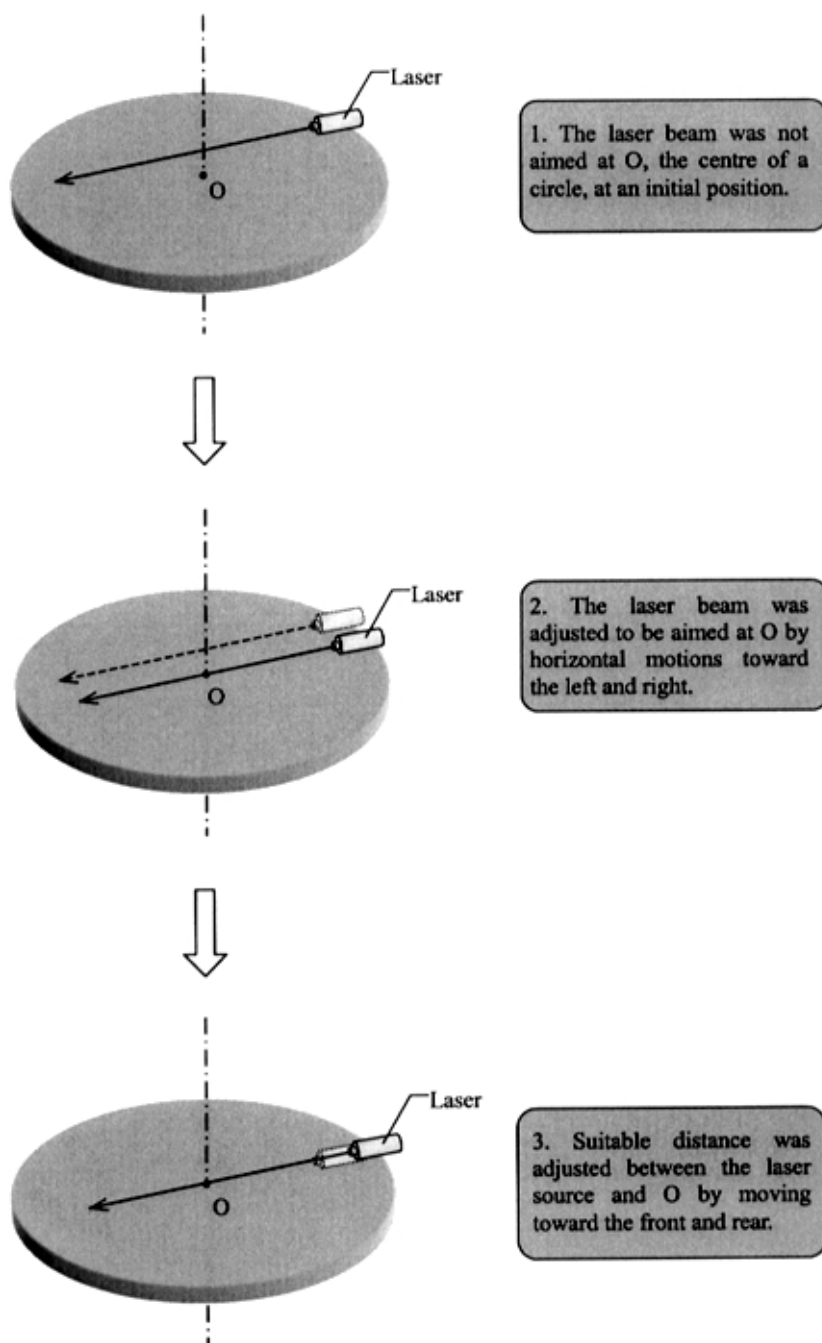 Laser
O
1. The laser beam was not
aimed at O, the centre of a
circle, at an initial position.
Laser
O
2. The laser beam was
adjusted to be aimed at O by
horizontal motions toward
the left and right.
Laser
O
3. Suitable distance was
adjusted between the laser
source and O by moving
toward the front and rear.